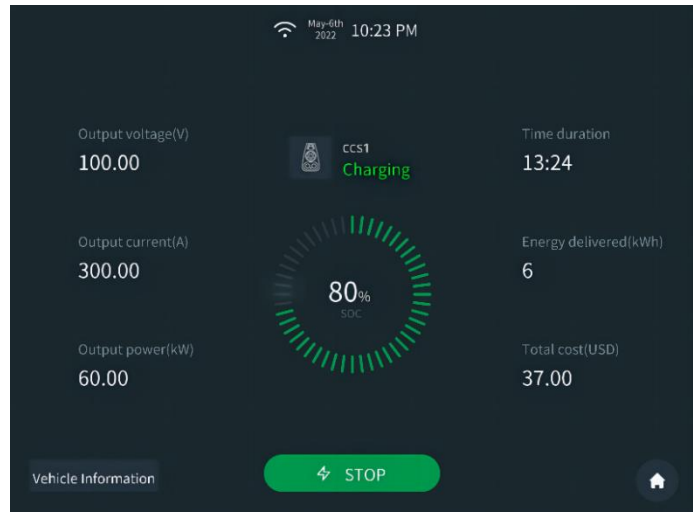 May-6th
2022
10:23 PM
Output voltage(V)
100.00
ccs1
Charging
Time duration
13:24
Output current(A)
300.00
80%
SOC
Energy delivered(kWh)
6
Output power(kW)
60.00
Total cost(USD)
37.00
Vehicle Information
STOP